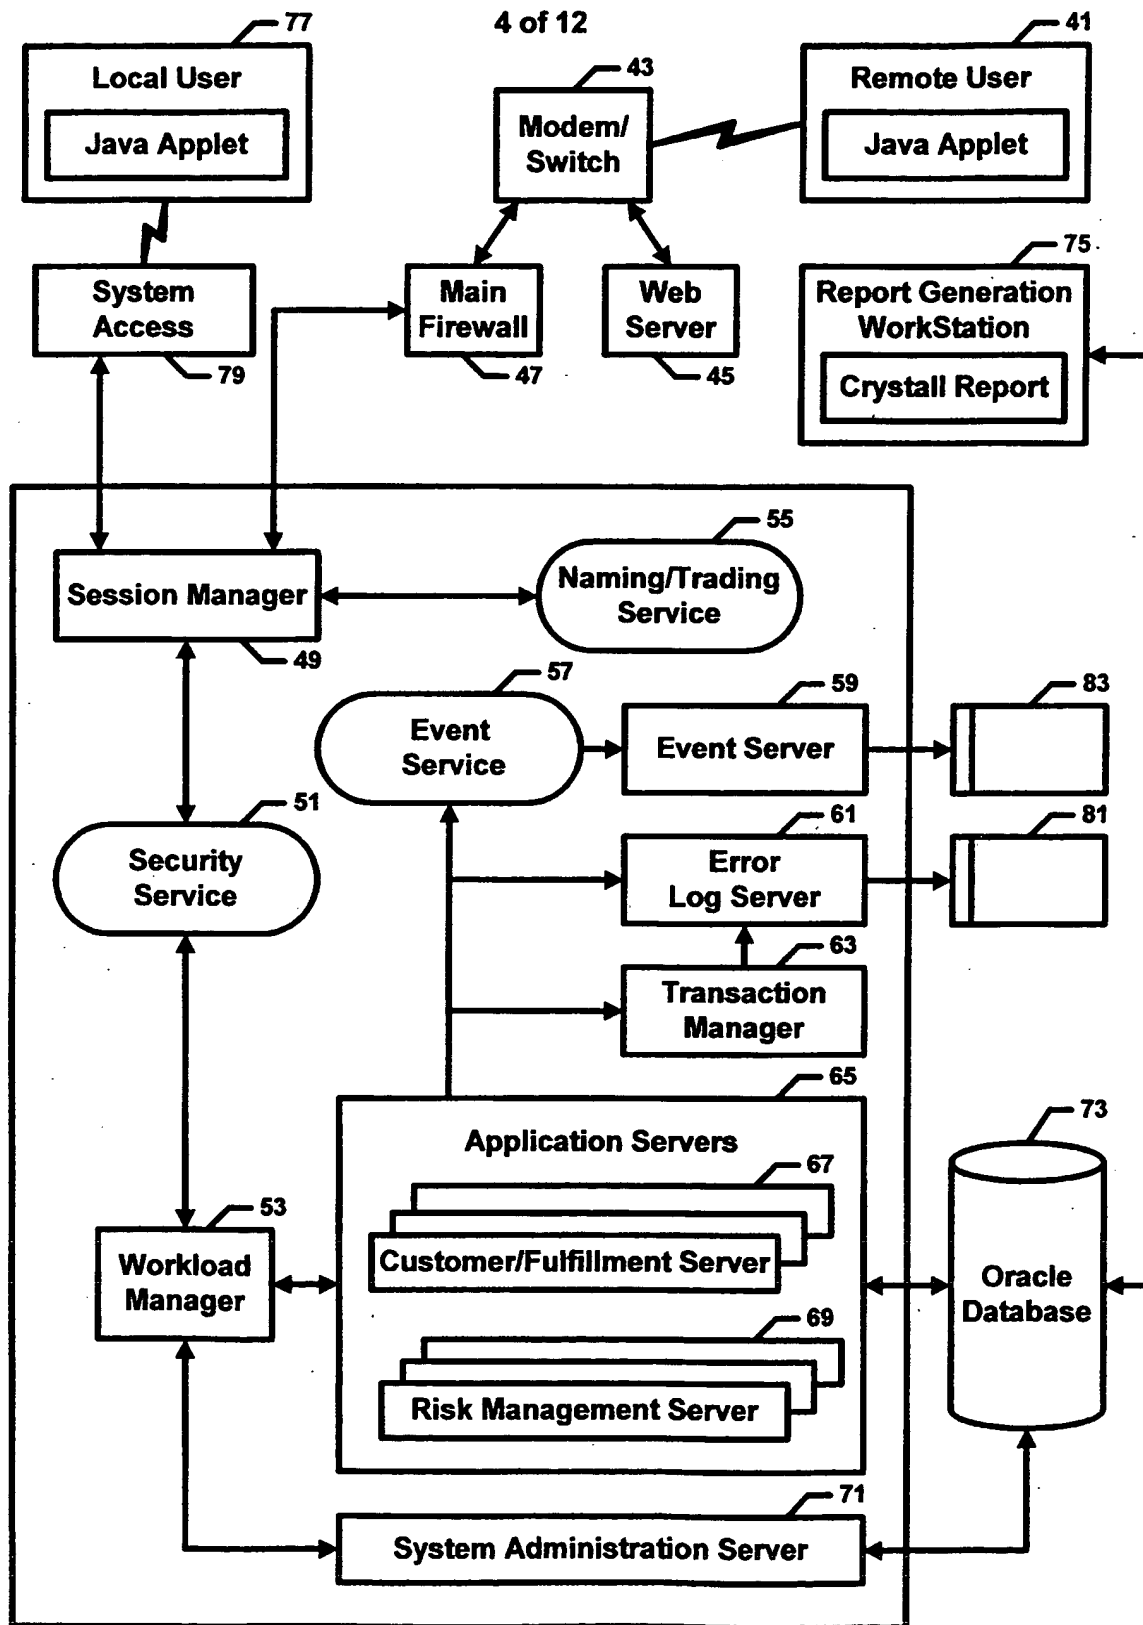 4 of 12
77
Local User
Java Applet
43
Modem/
Switch
41
Remote User
Java Applet
System
Access
79
Main
Firewall
47
Web
Server
45
75
Report Generation
WorkStation
Crystall Report
Session Manager
49
55
Naming/Trading
Service
57
Event
Service
59
Event Server
83
51
Security
Service
61
Error
Log Server
81
63
Transaction
Manager
65
Application Servers
67
Customer/Fulfillment Server
69
Risk Management Server
53
Workload
Manager
73
Oracle
Database
71
System Administration Server